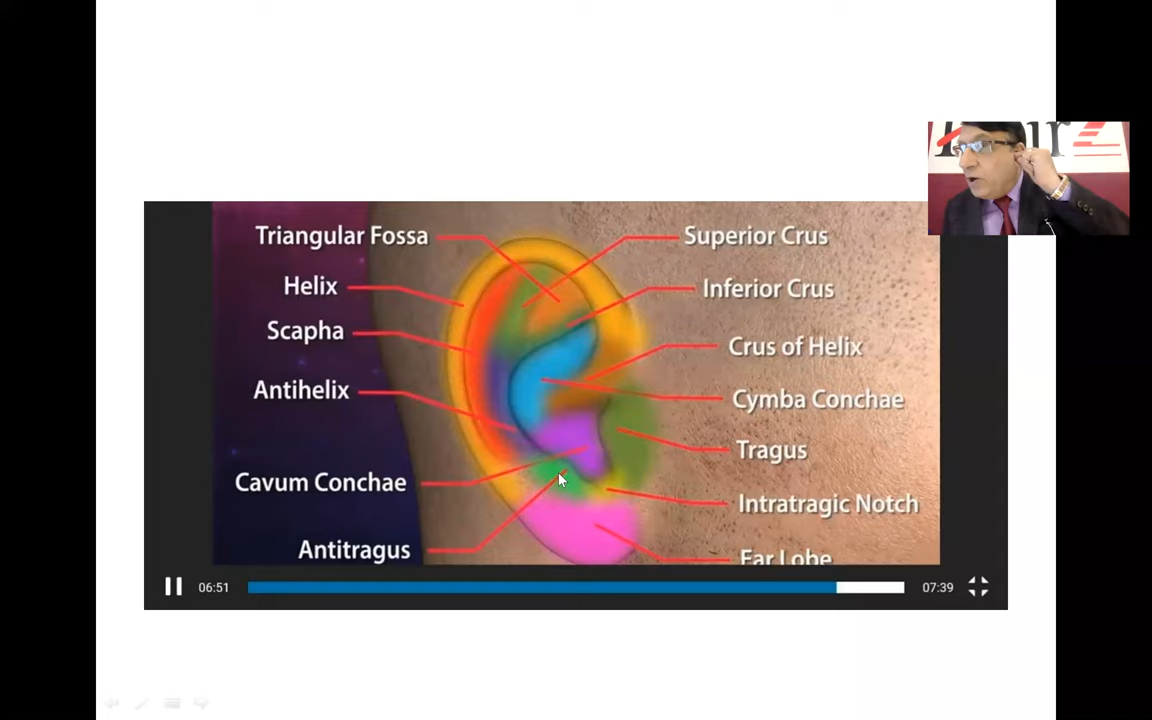 Triangular Fossa
Superior Crus
Helix
Inferior Crus
Scapha
Crus of Helix
Antihelix
Cymba Conchae
Tragus
Cavum Conchae
Intratragic Notch
Antitragus
Ear Lobe
06:51
07:39